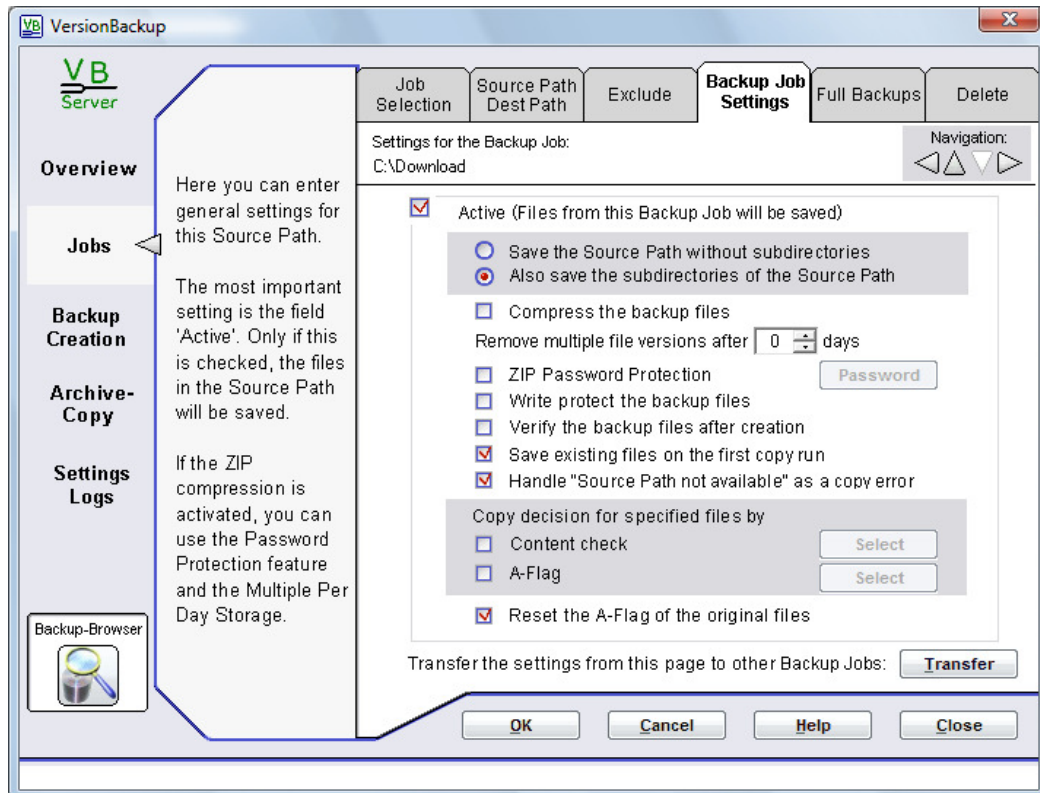 VB VersionBackup
V B
Server
Overview
Jobs
Backup
Creation
Archive-
Copy
Settings
Logs
Backup-Browser
Here you can enter
general settings for
this Source Path.
The most important
setting is the field
'Active'. Only if this
is checked, the files
in the Source Path
will be saved.
If the ZIP
compression is
activated, you can
use the Password
Protection feature
and the Multiple Per
Day Storage.
Job
Selection
Source Path
Dest Path
Exclude
Backup Job
Settings
Full Backups
Delete
Settings for the Backup Job:
C:\Download
Navigation:
Active (Files from this Backup Job will be saved)
Save the Source Path without subdirectories
Also save the subdirectories of the Source Path
Compress the backup files
Remove multiple file versions after 0 days
ZIP Password Protection Password
Write protect the backup files
Verify the backup files after creation
Save existing files on the first copy run
Handle "Source Path not available" as a copy error
Copy decision for specified files by
Content check Select
A-Flag Select
Reset the A-Flag of the original files
Transfer the settings from this page to other Backup Jobs: Transfer
OK Cancel Help Close